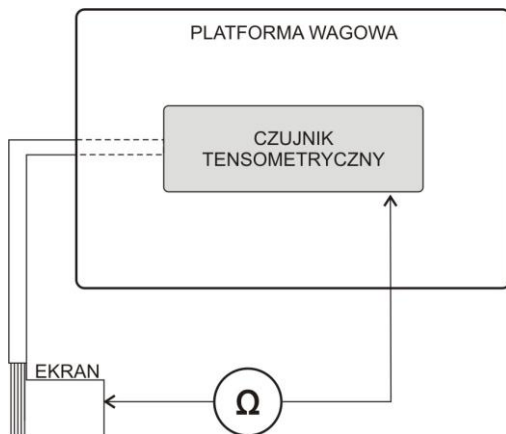 PLATFORMA WAGOWA
CZUJNIK
TENSOMETRYCZNY
EKRAN
Ω